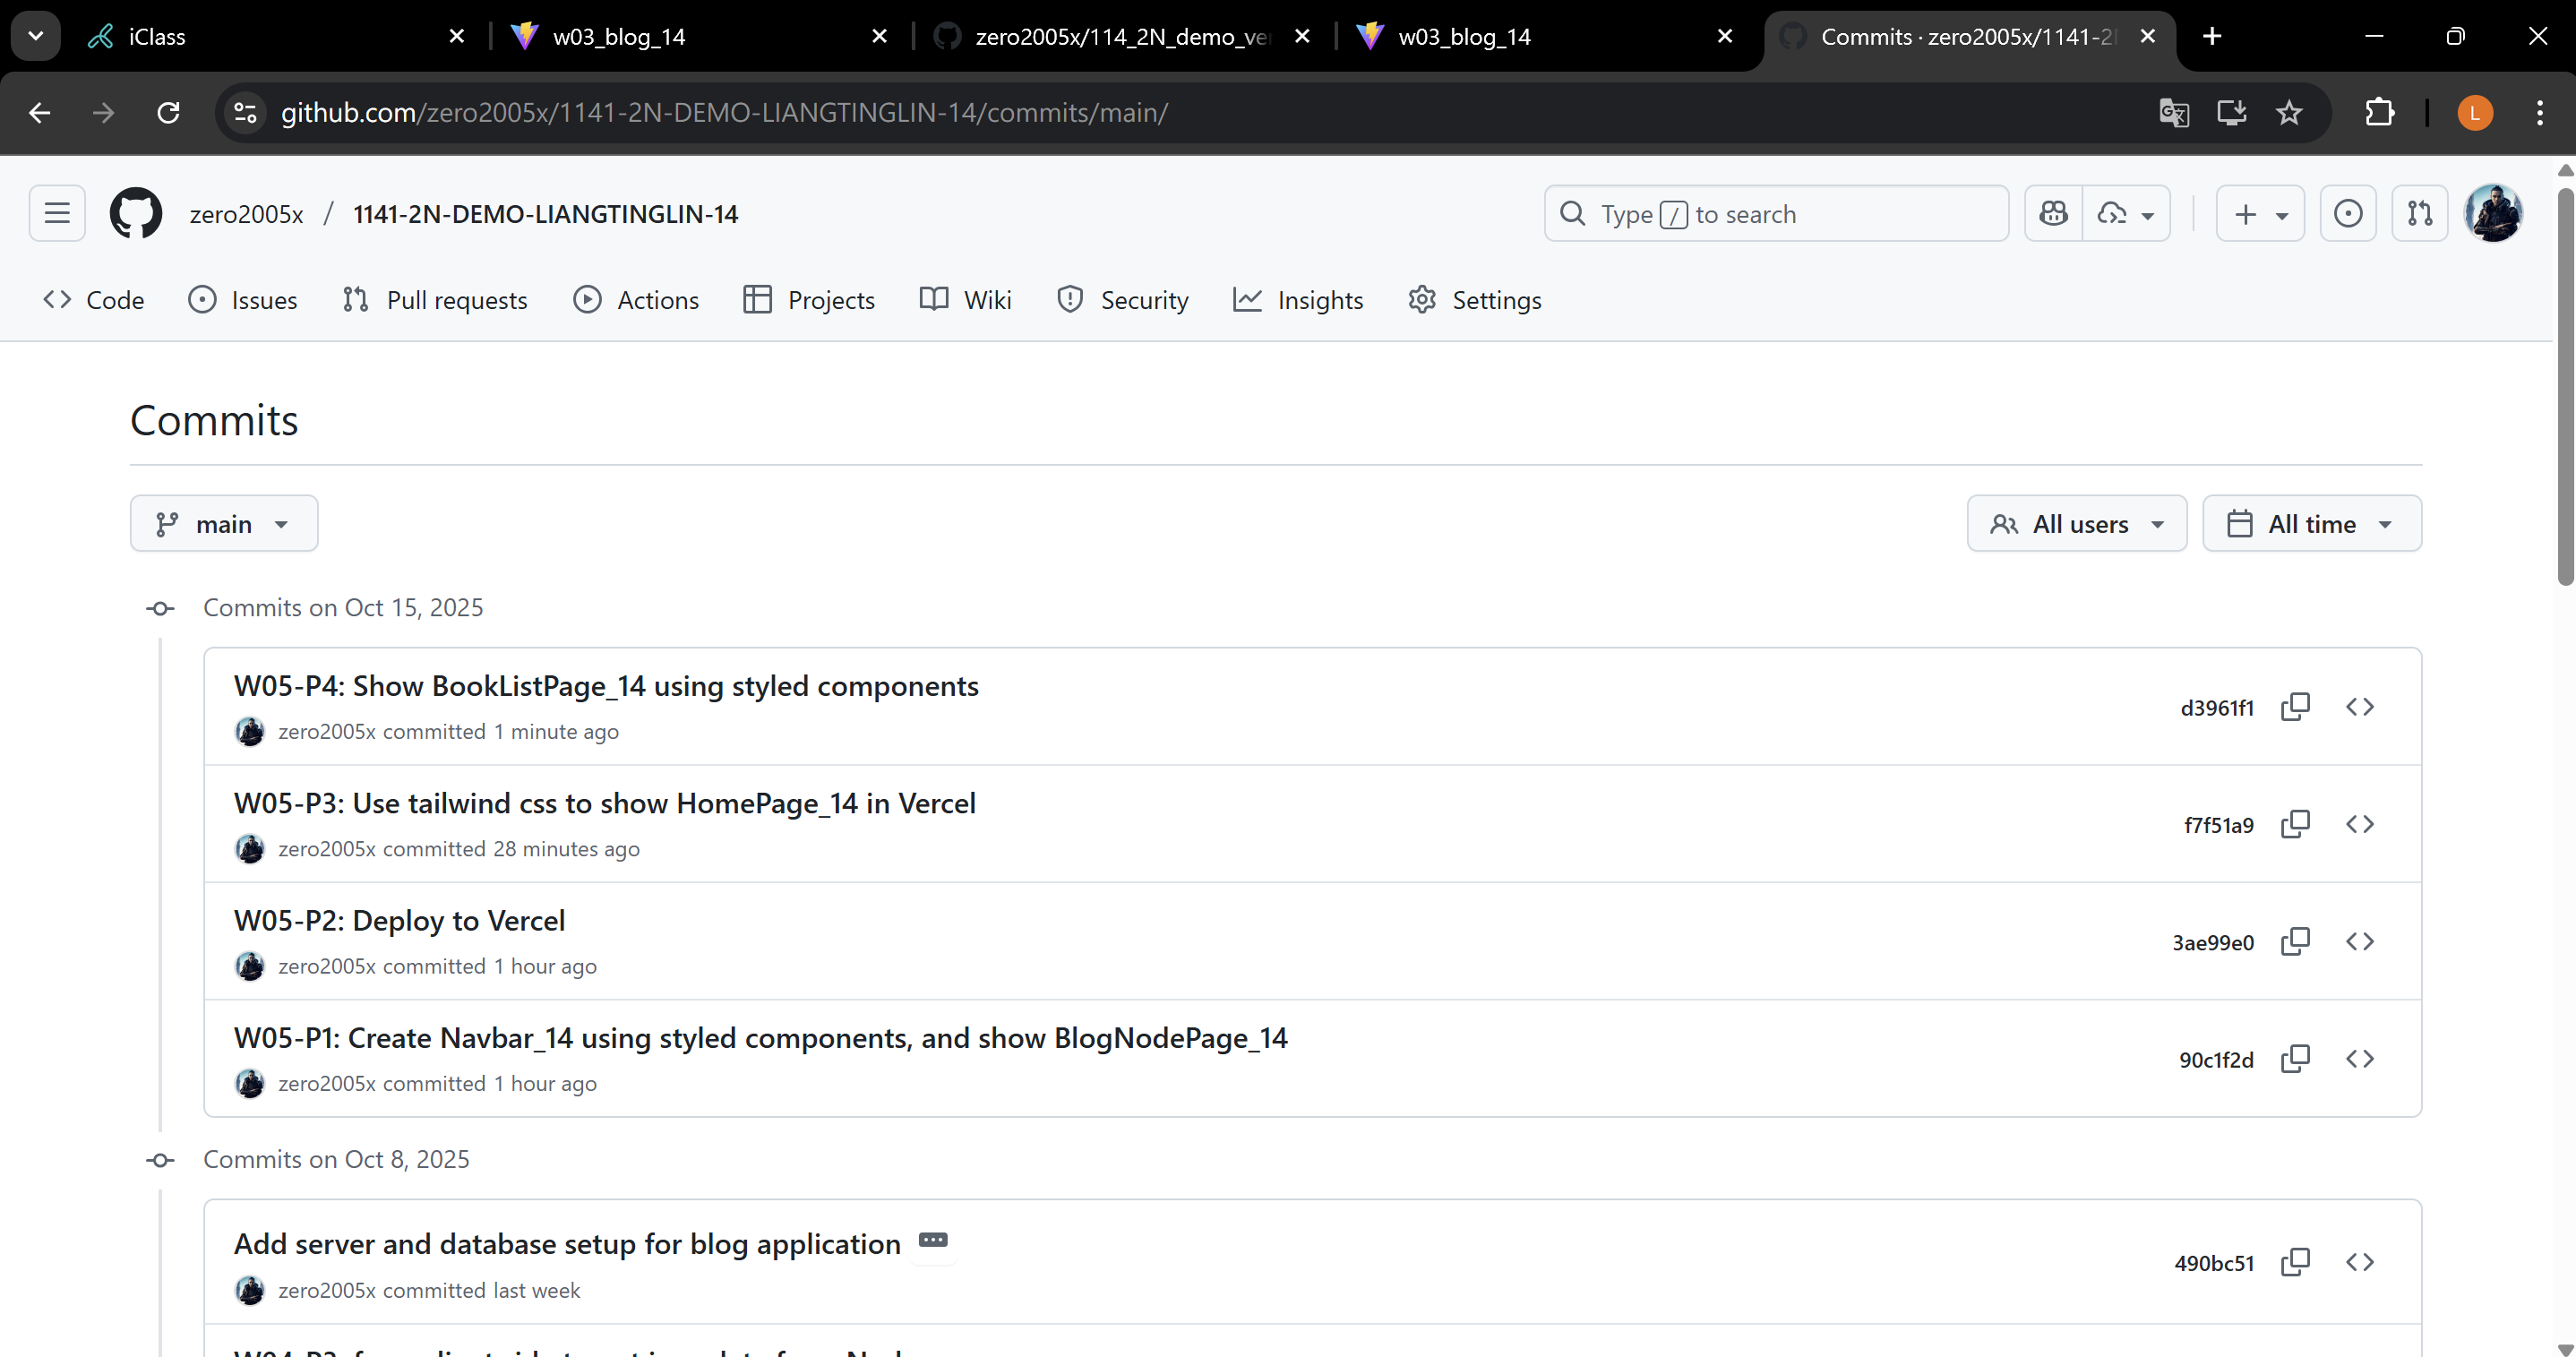 iClass
w03_blog_14
zero2005x/114_2N_demo_ve
w03_blog_14
Commits · zero2005x/1141-2
github.com/zero2005x/1141-2N-DEMO-LIANGTINGLIN-14/commits/main/
L
zero2005x / 1141-2N-DEMO-LIANGTINGLIN-14
Type / to search
Code
Issues
Pull requests
Actions
Projects
Wiki
Security
Insights
Settings
Commits
main
All users
All time
Commits on Oct 15, 2025
W05-P4: Show BookListPage_14 using styled components
zero2005x committed 1 minute ago
d3961f1
W05-P3: Use tailwind css to show HomePage_14 in Vercel
zero2005x committed 28 minutes ago
f7f51a9
W05-P2: Deploy to Vercel
zero2005x committed 1 hour ago
3ae99e0
W05-P1: Create Navbar_14 using styled components, and show BlogNodePage_14
zero2005x committed 1 hour ago
90c1f2d
Commits on Oct 8, 2025
Add server and database setup for blog application
zero2005x committed last week
490bc51